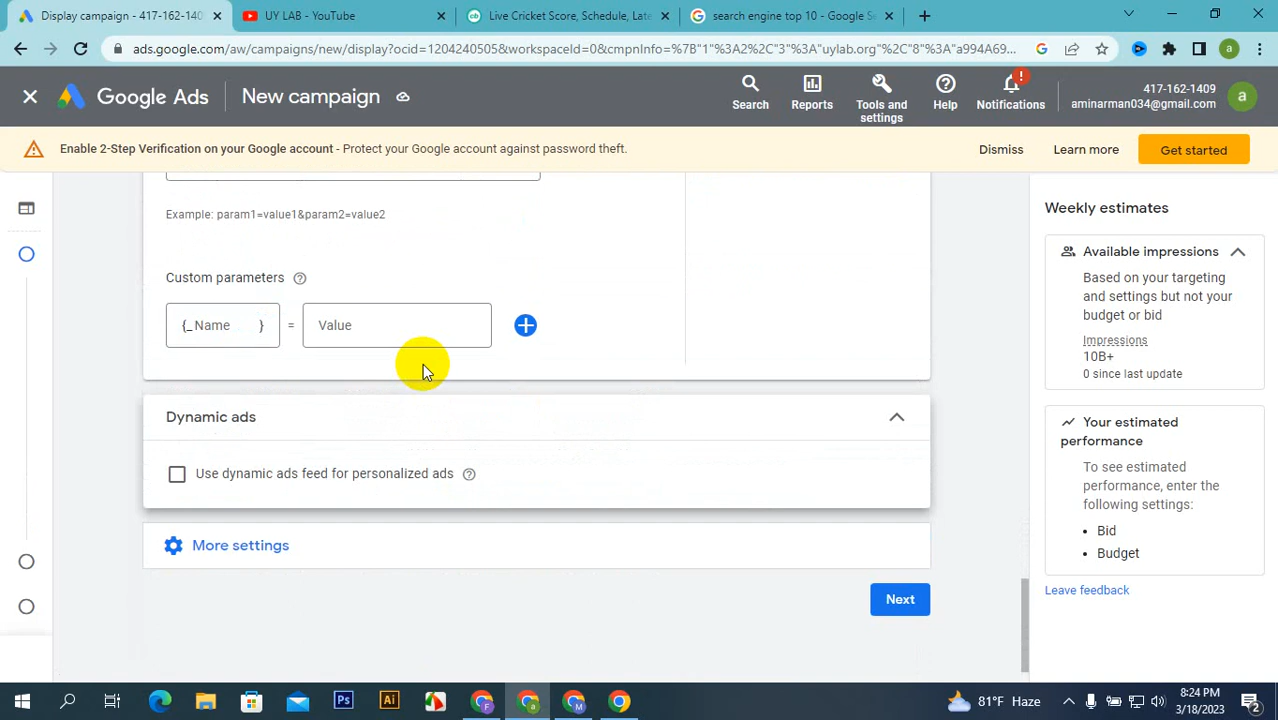 Display campaign - 417-162-140
UY LAB - YouTube
Live Cricket Score, Schedule, Late
search engine top 10 - Google Se
ads.google.com/aw/campaigns/new/display?ocid=1204240505&workspaceId=0&cmpnInfo=%7B"1"%3A2%2C"3"%3A"uylab.org"%2C"8"%3A"a994A69...
a
Google Ads
New campaign
Search
Reports
Tools and
settings
Help
Notifications
417-162-1409
aminarman034@gmail.com
a
Enable 2-Step Verification on your Google account - Protect your Google account against password theft.
Dismiss
Learn more
Get started
Example: param1=value1&param2=value2
Custom parameters
{_ Name } = Value
Dynamic ads
Use dynamic ads feed for personalized ads
More settings
Next
Weekly estimates
Available impressions
Based on your targeting
and settings but not your
budget or bid
Impressions
10B+
0 since last update
Your estimated
performance
To see estimated
performance, enter the
following settings:
• Bid
• Budget
Leave feedback
Ps
Ai
F
a
M
81°F Haze
8:24 PM
3/18/2023
2